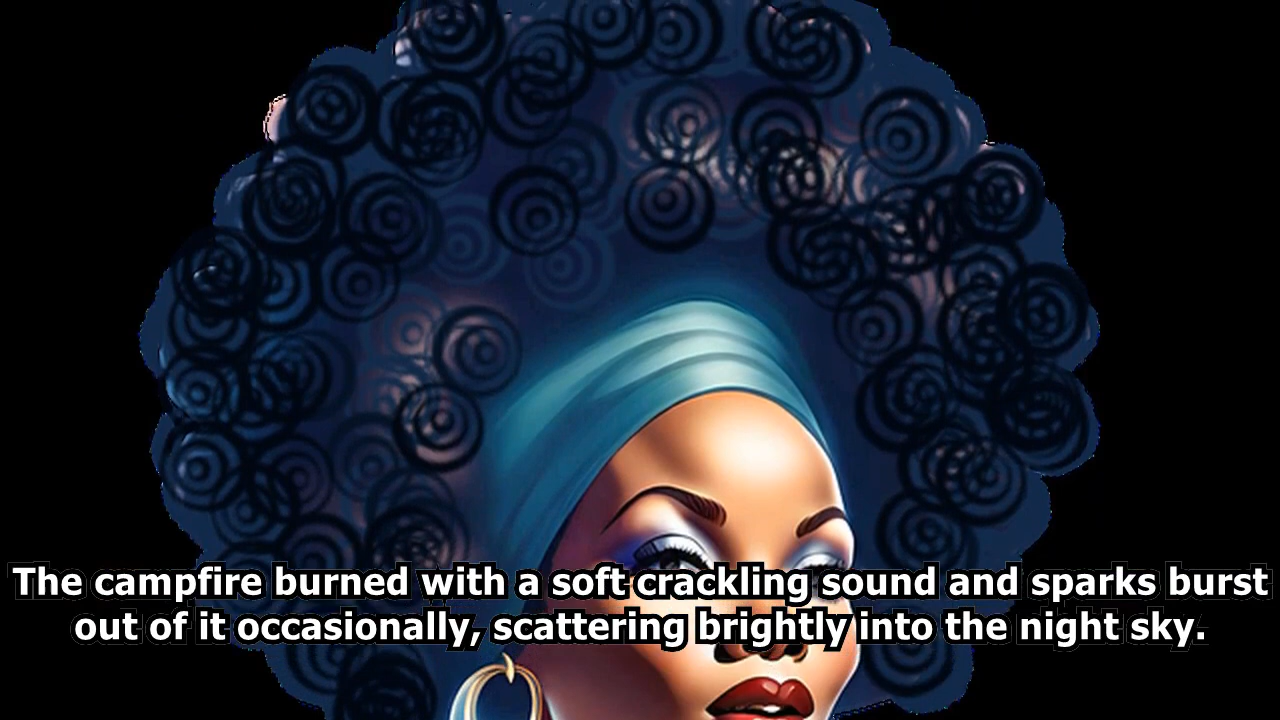 The campfire burned with a soft crackling sound and sparks burst
out of it occasionally, scattering brightly into the night sky.